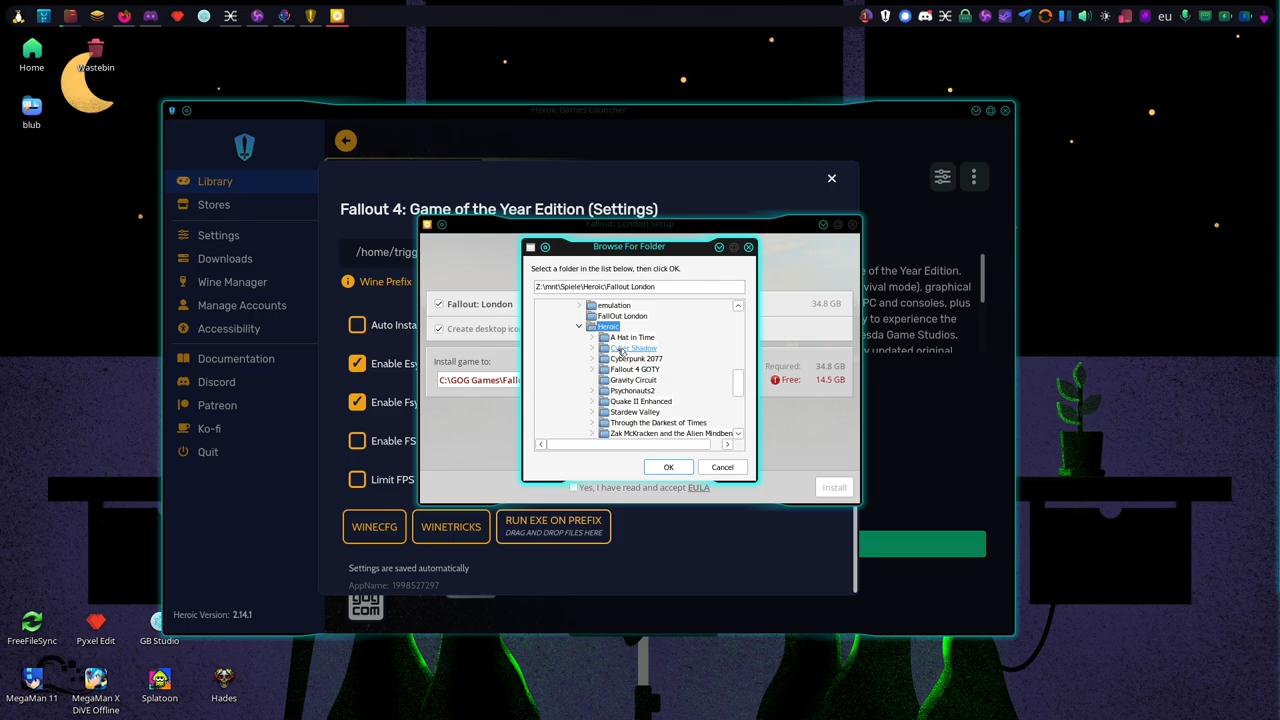 eu
Home
Wastebin
blub
Heroic Games Launcher
Library
Stores
Settings
Downloads
Wine Manager
Manage Accounts
Accessibility
Documentation
Discord
Patreon
Ko-fi
Quit
Heroic Version: 2.14.1
Fallout 4: Game of the Year Edition (Settings)
/home/trigg
Wine Prefix
Auto Insta
Enable Esy
Enable Fsy
Enable FS
Limit FPS
WINECFG
WINETRICKS
RUN EXE ON PREFIX
DRAG AND DROP FILES HERE
Settings are saved automatically
AppName: 1998527297
GOG
COM
e of the Year Edition.
vival mode), graphical
PC and consoles, plus
y to experience the
esda Game Studios.
y updated original
Fallout: London Setup
Fallout: London
34.8 GB
Create desktop ico
Install game to:
C:\GOG Games\Fall
Required: 34.8 GB
Free: 14.5 GB
Yes, I have read and accept EULA
Install
Browse For Folder
Select a folder in the list below, then click OK.
Z:\mnt\Spiele\Heroic\Fallout London
emulation
FallOut London
Heroic
A Hat in Time
Cyber Shadow
Cyberpunk 2077
Fallout 4 GOTY
Gravity Circuit
Psychonauts2
Quake II Enhanced
Stardew Valley
Through the Darkest of Times
Zak McKracken and the Alien Mindben
OK
Cancel
FreeFileSync
Pyxel Edit
GB Studio
MegaMan 11
MegaMan X
DiVE Offline
Splatoon
Hades